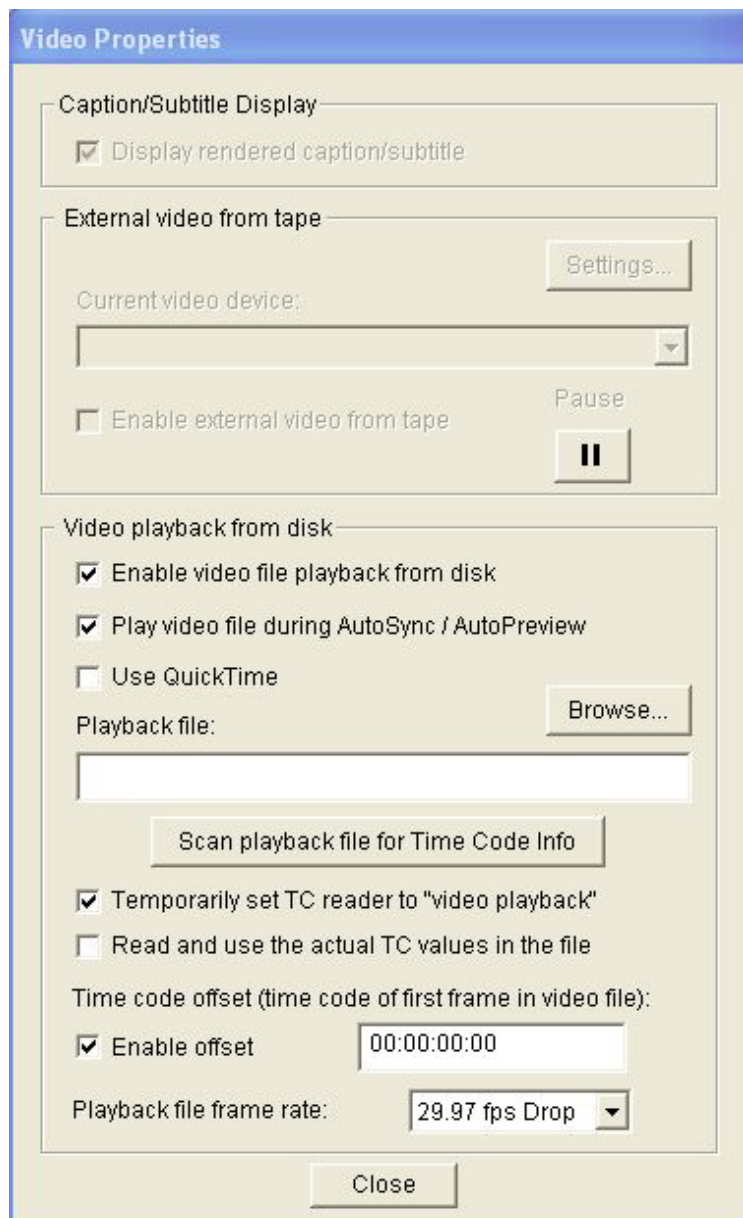 Video Properties
Caption/Subtitle Display
Display rendered caption/subtitle
External video from tape
Settings...
Current video device:
Enable external video from tape
Pause
Video playback from disk
Enable video file playback from disk
Play video file during AutoSync / AutoPreview
Use QuickTime
Browse...
Playback file:
Scan playback file for Time Code Info
Temporarily set TC reader to "video playback"
Read and use the actual TC values in the file
Time code offset (time code of first frame in video file):
Enable offset 00:00:00:00
Playback file frame rate: 29.97 fps Drop
Close